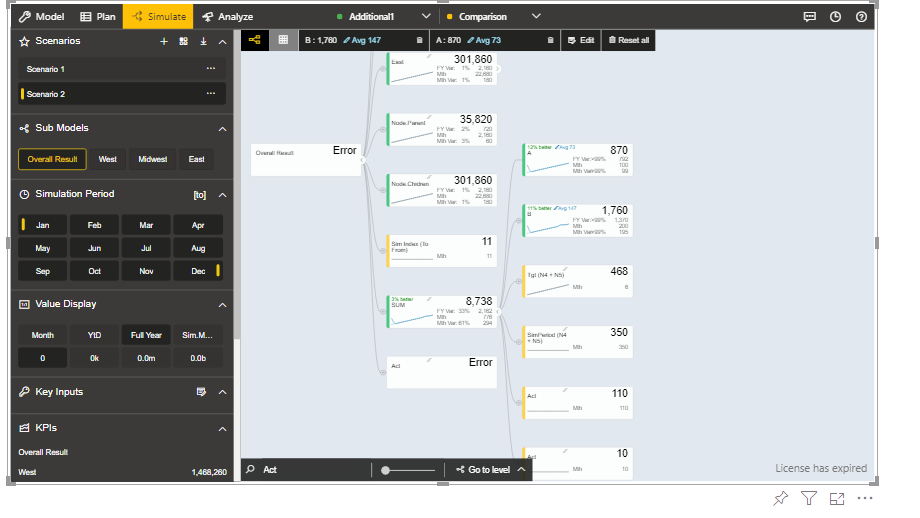 Model Plan Simulate Analyze Additional1 Comparison
Scenarios
Scenario 1 ...
Scenario 2 ...
Sub Models
Overall Result West Midwest East
Simulation Period [to]
Jan Feb Mar Apr
May Jun Jul Aug
Sep Oct Nov Dec
Value Display
Month YtD Full Year Sim.M...
0 0k 0.0m 0.0b
Key Inputs
KPIs
Overall Result
West 1,468,260
B : 1,760 Avg 147 A : 870 Avg 73 Edit Reset all
Overall Result Error
East 301,860
FY Var: 1% 2,160
Mth 22,680
Mth Var: 1% 180
Node.Parent 35,820
FY Var: 2% 720
Mth 2,160
Mth Var: 3% 60
Node.Children 301,860
FY Var: 1% 2,160
Mth 22,680
Mth Var: 1% 180
Sim Index (To From) 11
Mth 11
3% better
SUM 8,738
FY Var: 33% 2,162
Mth 776
Mth Var: 61% 294
Act Error
12% better Avg 73
A 870
FY Var:>99% 792
Mth 100
Mth Var:>99% 99
11% better Avg 147
B 1,760
FY Var:>99% 1,370
Mth 200
Mth Var:>99% 195
Tgt (N4 + N5) 468
Mth 6
SimPeriod (N4
+ N5) 350
Mth 350
Act 110
Mth 110
Act 10
Mth 10
Act Go to level
License has expired